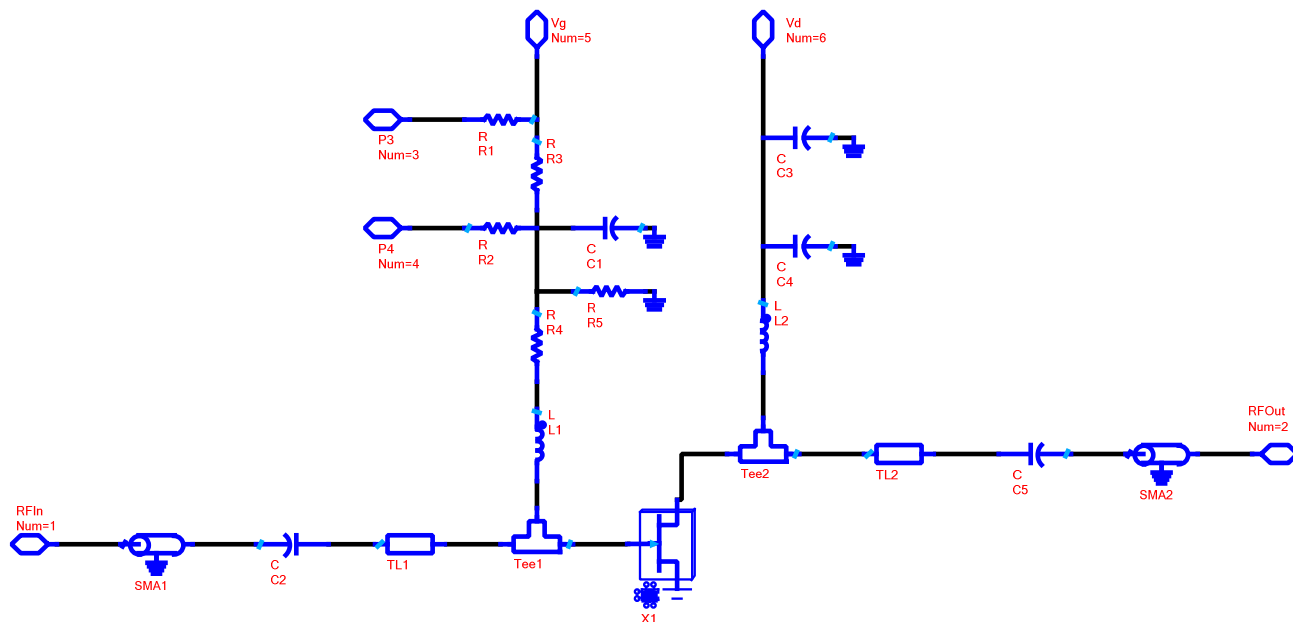 Vg
Num=5
Vd
Num=6
P3
Num=3
R
R1
R
R3
C
C3
P4
Num=4
R
R2
C
C1
C
C4
R
R4
R
R5
L
L2
L
L1
RFOut
Num=2
Tee2
TL2
C
C5
SMA2
RFIn
Num=1
SMA1
C
C2
TL1
Tee1
X1